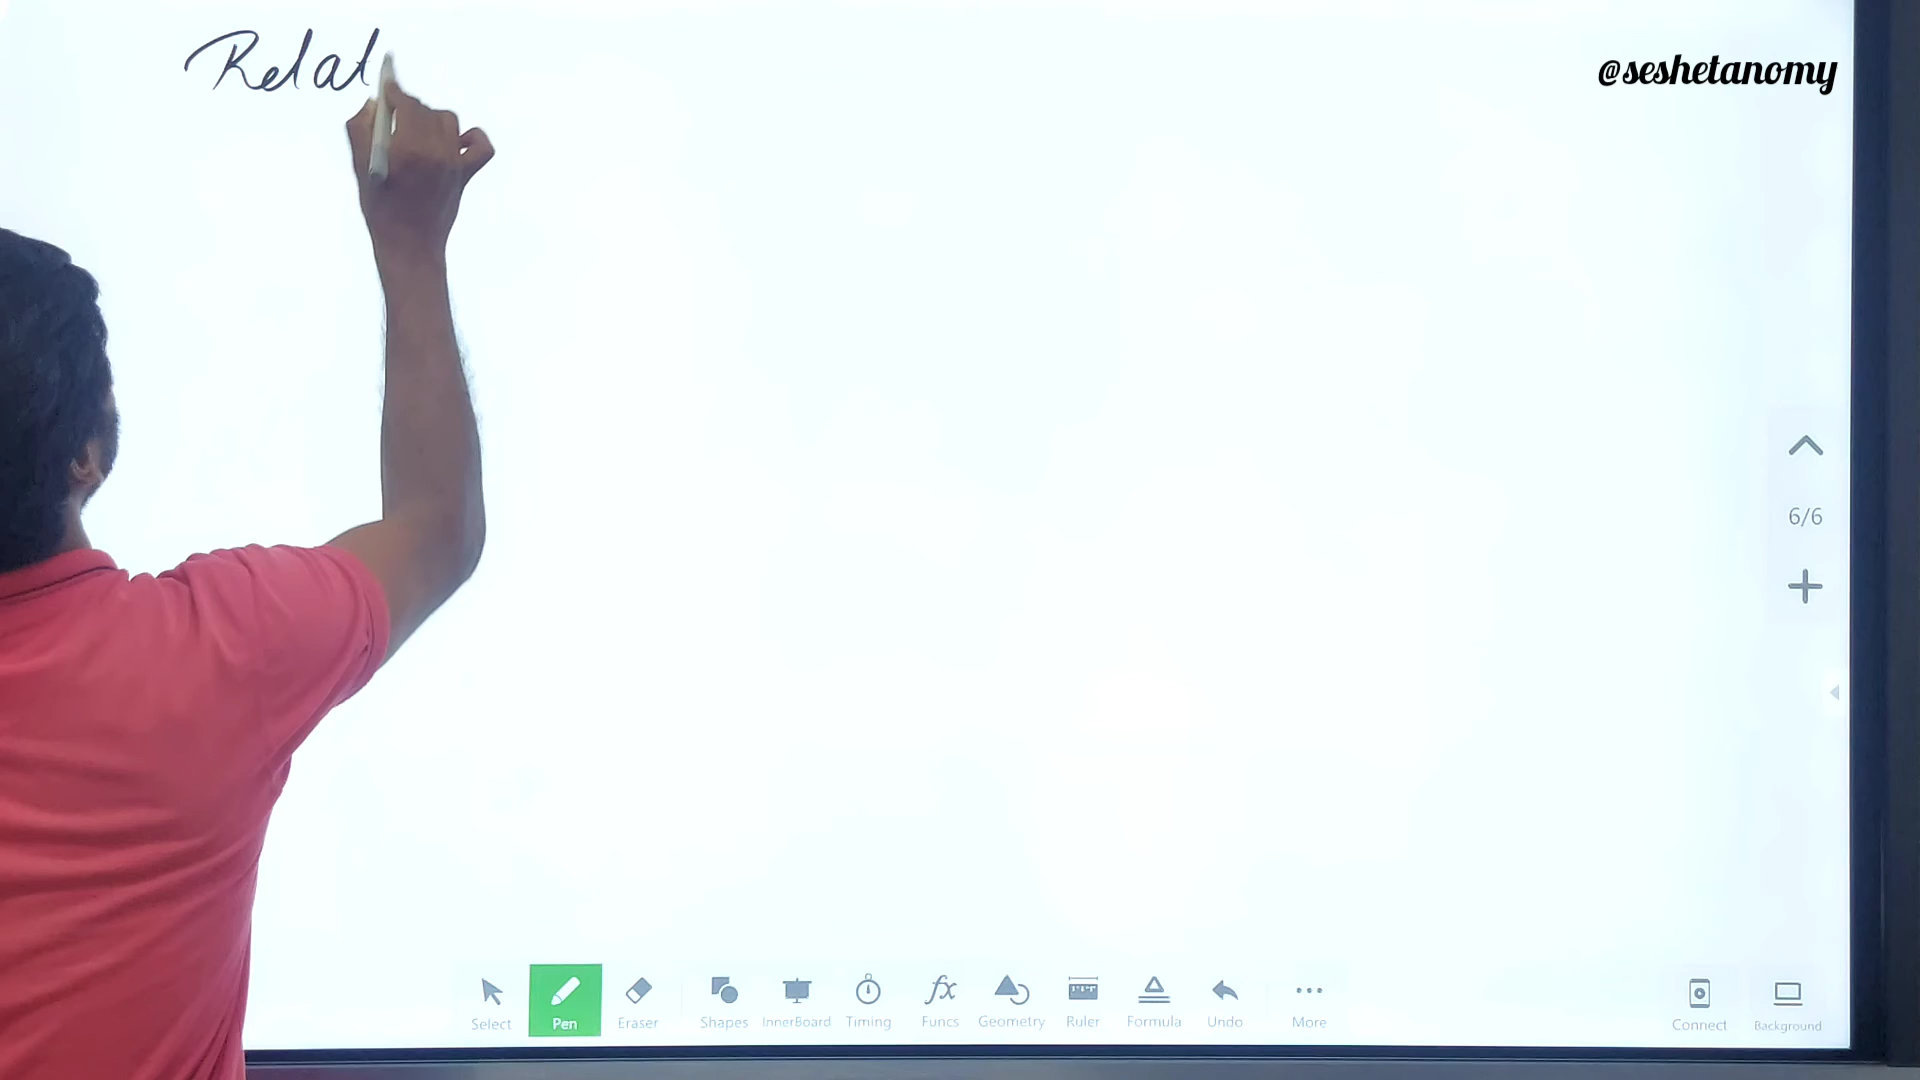 Relat
@seshetanomy
6/6
Select Pen Eraser Shapes InnerBoard Timing Funcs Geometry Ruler Formula Undo More Connect Background